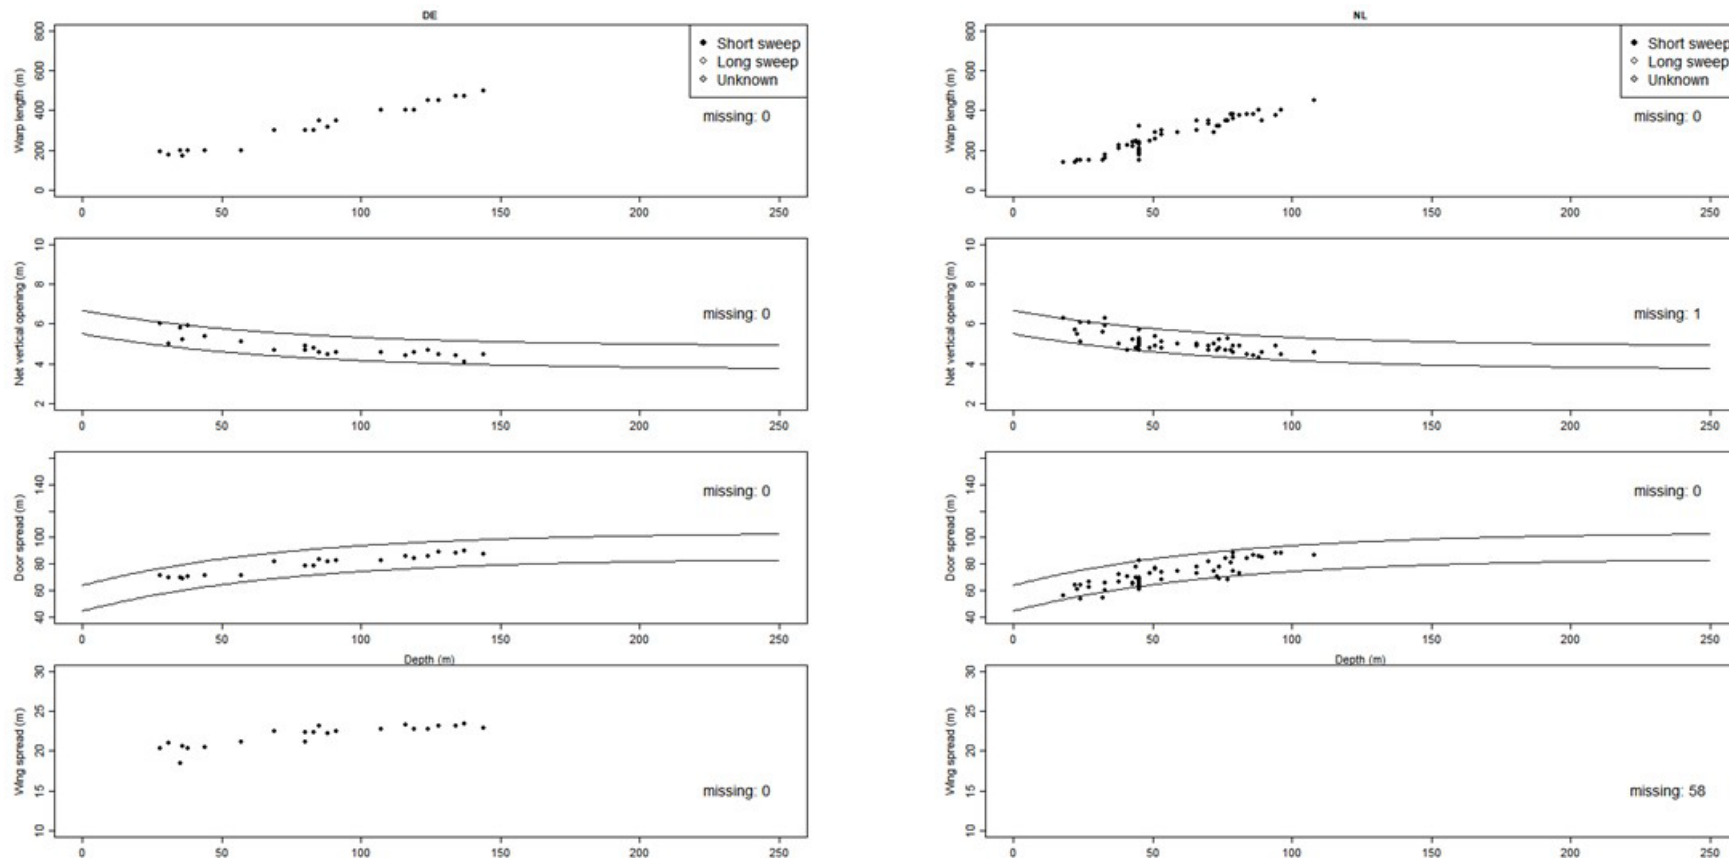 DE
Warp length (m)
0 200 400 600 800
Short sweep
Long sweep
Unknown
missing: 0
0 50 100 150 200 250
Net vertical opening (m)
2 4 6 8 10
missing: 0
0 50 100 150 200 250
Door spread (m)
40 60 80 100 140
missing: 0
0 50 100 150 200 250
Depth (m)
Wing spread (m)
10 15 20 25 30
missing: 0
0 50 100 150 200 250
NL
Warp length (m)
0 200 400 600 800
Short sweep
Long sweep
Unknown
missing: 0
0 50 100 150 200 250
Net vertical opening (m)
2 4 6 8 10
missing: 1
0 50 100 150 200 250
Door spread (m)
40 60 80 100 140
missing: 0
0 50 100 150 200 250
Depth (m)
Wing spread (m)
10 15 20 25 30
missing: 58
0 50 100 150 200 250